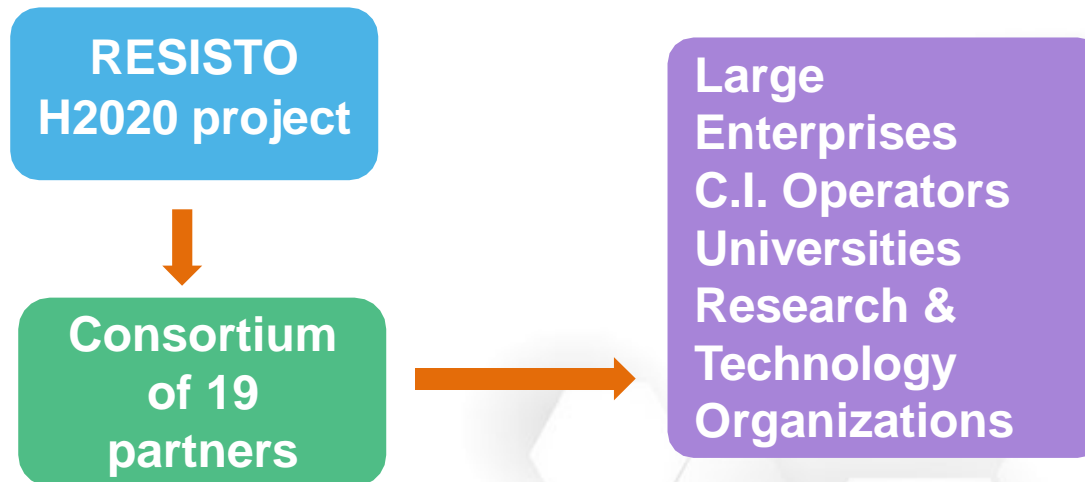 RESISTO
H2020 project
Consortium
of 19
partners
Large
Enterprises
C.I. Operators
Universities
Research &
Technology
Organizations